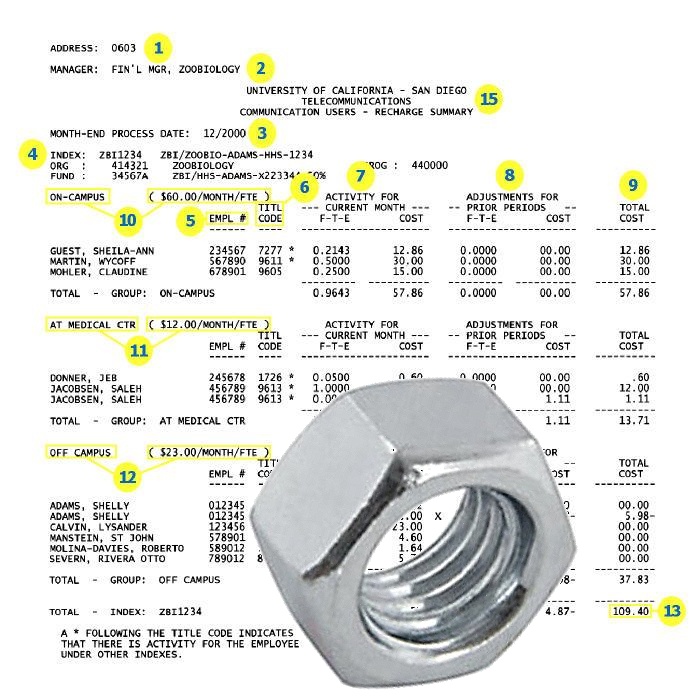 ADDRESS: 0603 1
MANAGER: FIN'L MGR, ZOOBIOLOGY 2
UNIVERSITY OF CALIFORNIA - SAN DIEGO
TELECOMMUNICATIONS 15
COMMUNICATION USERS - RECHARGE SUMMARY
MONTH-END PROCESS DATE: 12/2000 3
4 INDEX: ZBI1234 ZBI/ZOOBIO-ADAMS-HHS-1234
ORG : 414321 ZOOBIOLOGY : 440000
FUND : 34567A
6 7 8 9
ON-CAMPUS ( $60.00/MONTH/FTE ) ACTIVITY FOR ADJUSTMENTS FOR
TITL --- CURRENT MONTH --- -- PRIOR PERIODS -- TOTAL
10 5 EMPL # CODE F-T-E COST F-T-E COST COST
GUEST, SHEILA-ANN 234567 7277 * 0.2143 12.86 0.0000 00.00 12.86
MARTIN, WYCOFF 567890 9611 * 0.5000 30.00 0.0000 00.00 30.00
MOHLER, CLAUDINE 678901 9605 0.2500 15.00 0.0000 00.00 15.00
TOTAL - GROUP: ON-CAMPUS 0.9643 57.86 0.0000 00.00 57.86
AT MEDICAL CTR ( $12.00/MONTH/FTE ) ACTIVITY FOR ADJUSTMENTS FOR
TITL --- CURRENT MONTH --- -- PRIOR PERIODS -- TOTAL
11 EMPL # CODE F-T-E COST F-T-E COST COST
DONNER, JEB 245678 1726 * 0.0500 00.00 .60
JACOBSEN, SALEH 456789 9613 * 1.0000 00.00 12.00
JACOBSEN, SALEH 456789 9613 * 1.11 1.11
TOTAL - GROUP: AT MEDICAL CTR 1.11 13.71
OFF CAMPUS ( $23.00/MONTH/FTE )
TOTAL
12 EMPL # COST
ADAMS, SHELLY 012345 00.00
ADAMS, SHELLY 012345 X 5.98-
CALVIN, LYSANDER 123456 00.00
MANSTEIN, ST JOHN 578901 4.60 00.00
MOLINA-DAVIES, ROBERTO 589012 1.64 00.00
SEVERN, RIVERA OTTO 789012 00.00
TOTAL - GROUP: OFF CAMPUS 37.83
TOTAL - INDEX: ZBI1234 4.87- 109.40 13
A * FOLLOWING THE TITLE CODE INDICATES
THAT THERE IS ACTIVITY FOR THE EMPLOYEE
UNDER OTHER INDEXES.